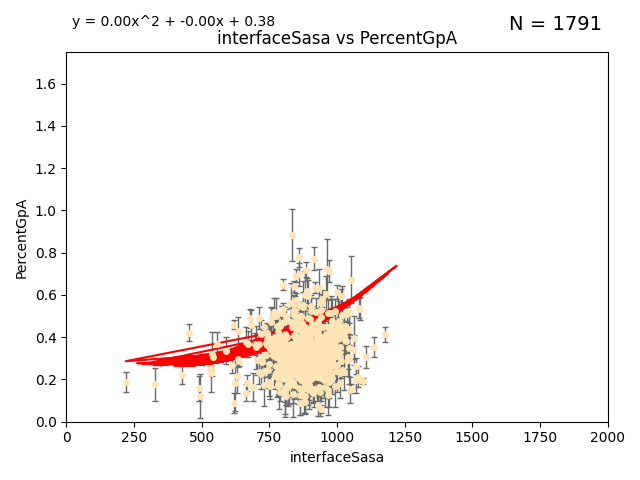 y = 0.00x^2 + -0.00x + 0.38
N = 1791
interfaceSasa vs PercentGpA
PercentGpA
1.6
1.4
1.2
1.0
0.8
0.6
0.4
0.2
0.0
0 250 500 750 1000 1250 1500 1750 2000
interfaceSasa